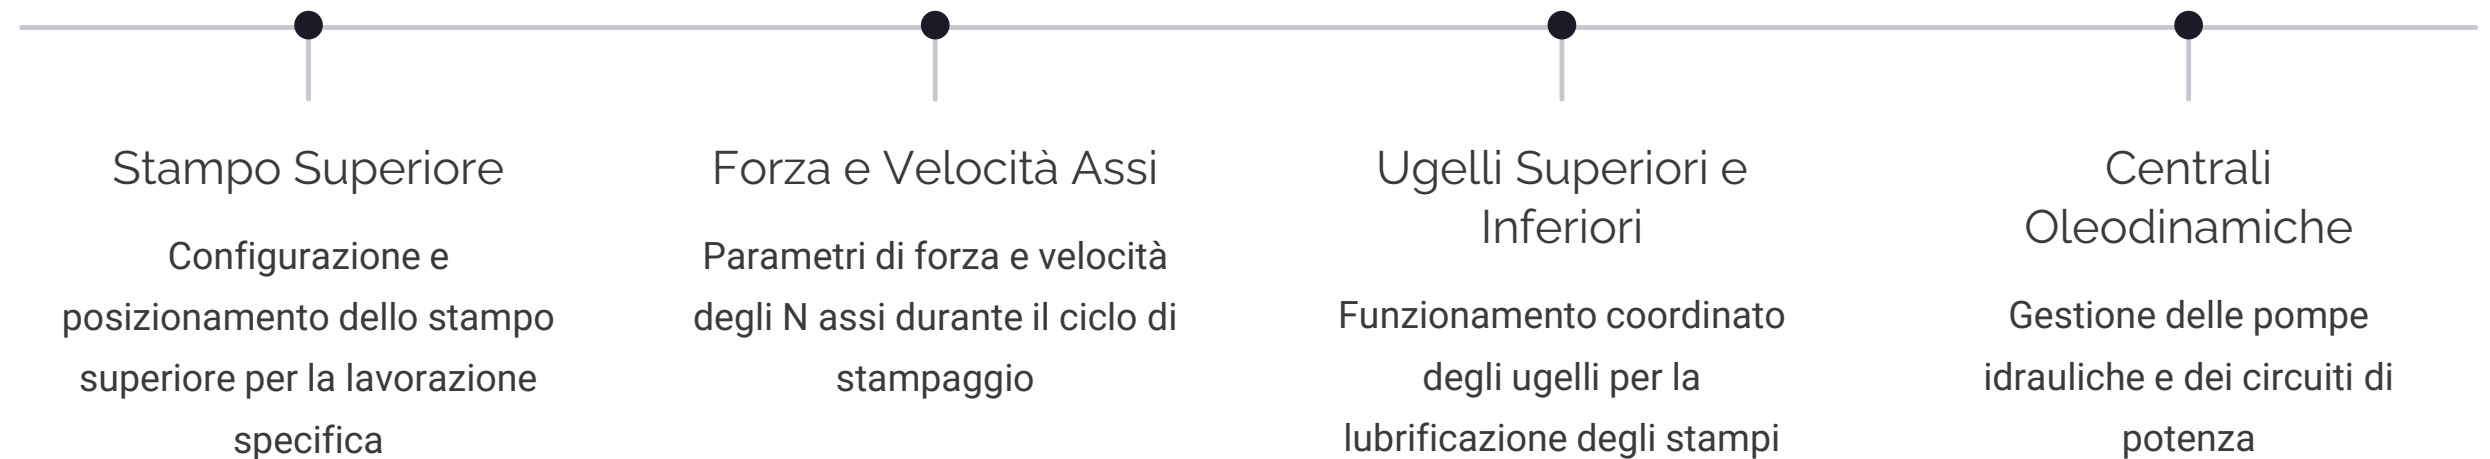 Stampo Superiore
Configurazione e
posizionamento dello stampo
superiore per la lavorazione
specifica
Forza e Velocità Assi
Parametri di forza e velocità
degli N assi durante il ciclo di
stampaggio
Ugelli Superiori e
Inferiori
Funzionamento coordinato
degli ugelli per la
lubrificazione degli stampi
Centrali
Oleodinamiche
Gestione delle pompe
idrauliche e dei circuiti di
potenza